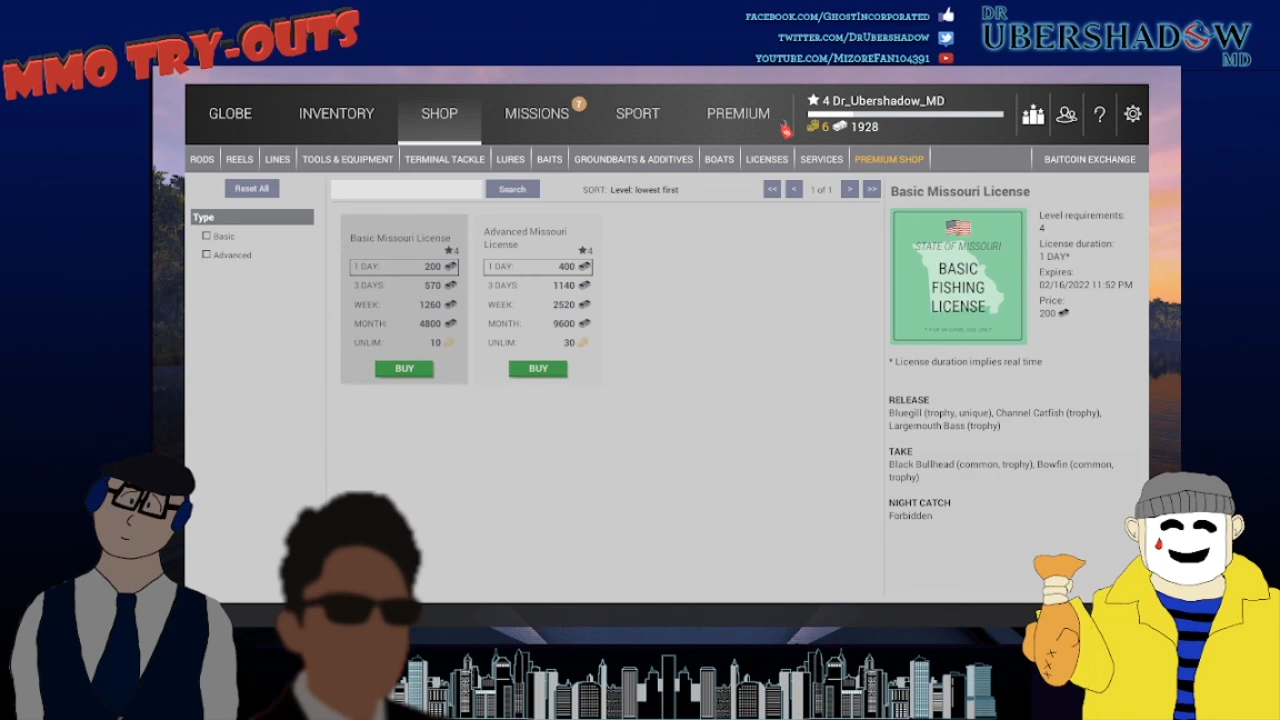 MMO TRY-OUTS
FACEBOOK.COM/GHOSTINCORPORATED
TWITTER.COM/DRUBERSHADOW
YOUTUBE.COM/MIZOREFAN104391
DR
UBERSHADOW
MD
GLOBE
INVENTORY
SHOP
MISSIONS
7
SPORT
PREMIUM
4 Dr_Ubershadow_MD
6
1928
?
RODS
REELS
LINES
TOOLS & EQUIPMENT
TERMINAL TACKLE
LURES
BAITS
GROUNDBAITS & ADDITIVES
BOATS
LICENSES
SERVICES
PREMIUM SHOP
BAITCOIN EXCHANGE
Reset All
Search
SORT: Level: lowest first
<<
<
1 of 1
>
>>
Type
Basic
Advanced
Basic Missouri License
4
1 DAY: 200
3 DAYS: 570
WEEK: 1260
MONTH: 4800
UNLIM: 10
BUY
Advanced Missouri
License
4
1 DAY: 400
3 DAYS: 1140
WEEK: 2520
MONTH: 9600
UNLIM: 30
BUY
Basic Missouri License
STATE OF MISSOURI
BASIC
FISHING
LICENSE
Level requirements:
4
License duration:
1 DAY*
Expires:
02/16/2022 11:52 PM
Price:
200
* License duration implies real time
RELEASE
Bluegill (trophy, unique), Channel Catfish (trophy),
Largemouth Bass (trophy)
TAKE
Black Bullhead (common, trophy), Bowfin (common,
trophy)
NIGHT CATCH
Forbidden